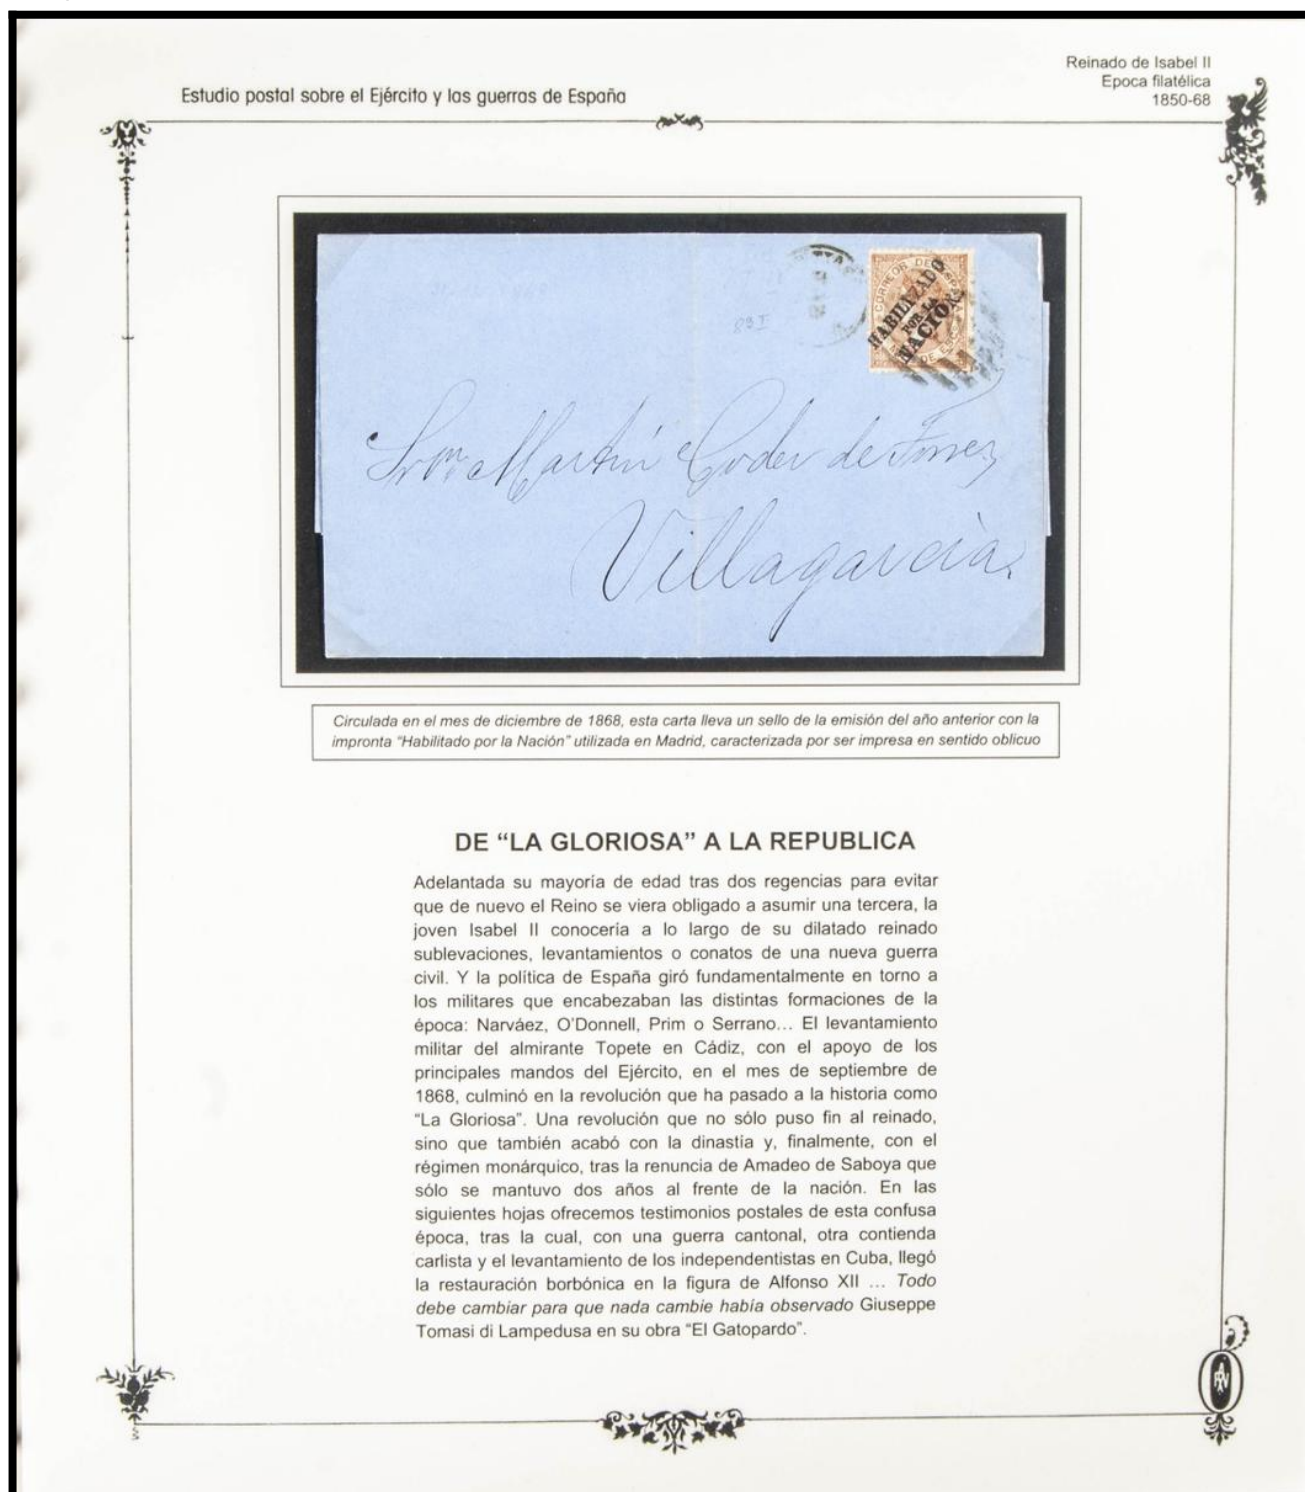 Estudio postal sobre el Ejército y las guerras de España
Reinado de Isabel II
Epoca filatélica
1850-68
CORREOS DE ESPAÑA
HABILITADO
POR LA
NACION.
831
Martín Coder de
Villagarcía.
Circulada en el mes de diciembre de 1868, esta carta lleva un sello de la emisión del año anterior con la
impronta “Habilitado por la Nación” utilizada en Madrid, caracterizada por ser impresa en sentido oblicuo
DE “LA GLORIOSA” A LA REPUBLICA
Adelantada su mayoría de edad tras dos regencias para evitar
que de nuevo el Reino se viera obligado a asumir una tercera, la
joven Isabel II conocería a lo largo de su dilatado reinado
sublevaciones, levantamientos o conatos de una nueva guerra
civil. Y la política de España giró fundamentalmente en torno a
los militares que encabezaban las distintas formaciones de la
época: Narváez, O’Donnell, Prim o Serrano… El levantamiento
militar del almirante Topete en Cádiz, con el apoyo de los
principales mandos del Ejército, en el mes de septiembre de
1868, culminó en la revolución que ha pasado a la historia como
“La Gloriosa”. Una revolución que no sólo puso fin al reinado,
sino que también acabó con la dinastía y, finalmente, con el
régimen monárquico, tras la renuncia de Amadeo de Saboya que
sólo se mantuvo dos años al frente de la nación. En las
siguientes hojas ofrecemos testimonios postales de esta confusa
época, tras la cual, con una guerra cantonal, otra contienda
carlista y el levantamiento de los independentistas en Cuba, llegó
la restauración borbónica en la figura de Alfonso XII … Todo
debe cambiar para que nada cambie había observado Giuseppe
Tomasi di Lampedusa en su obra “El Gatopardo”.